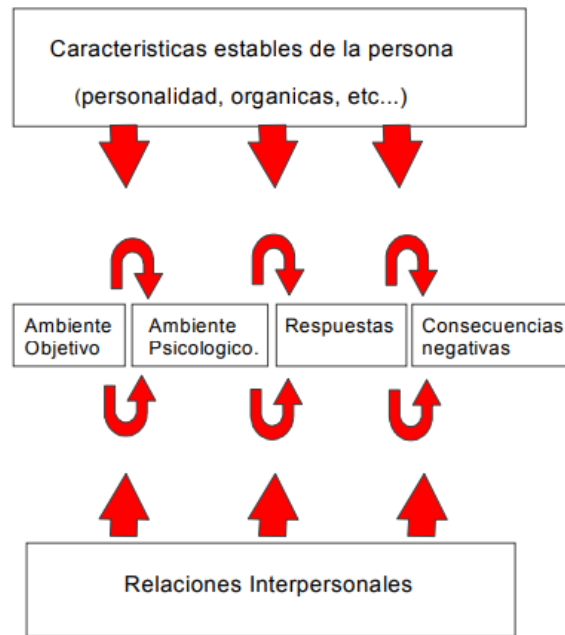 Caracteristicas estables de la persona
(personalidad, organicas, etc...)
Ambiente
Objetivo
Ambiente
Psicologico.
Respuestas
Consecuencias
negativas
Relaciones Interpersonales